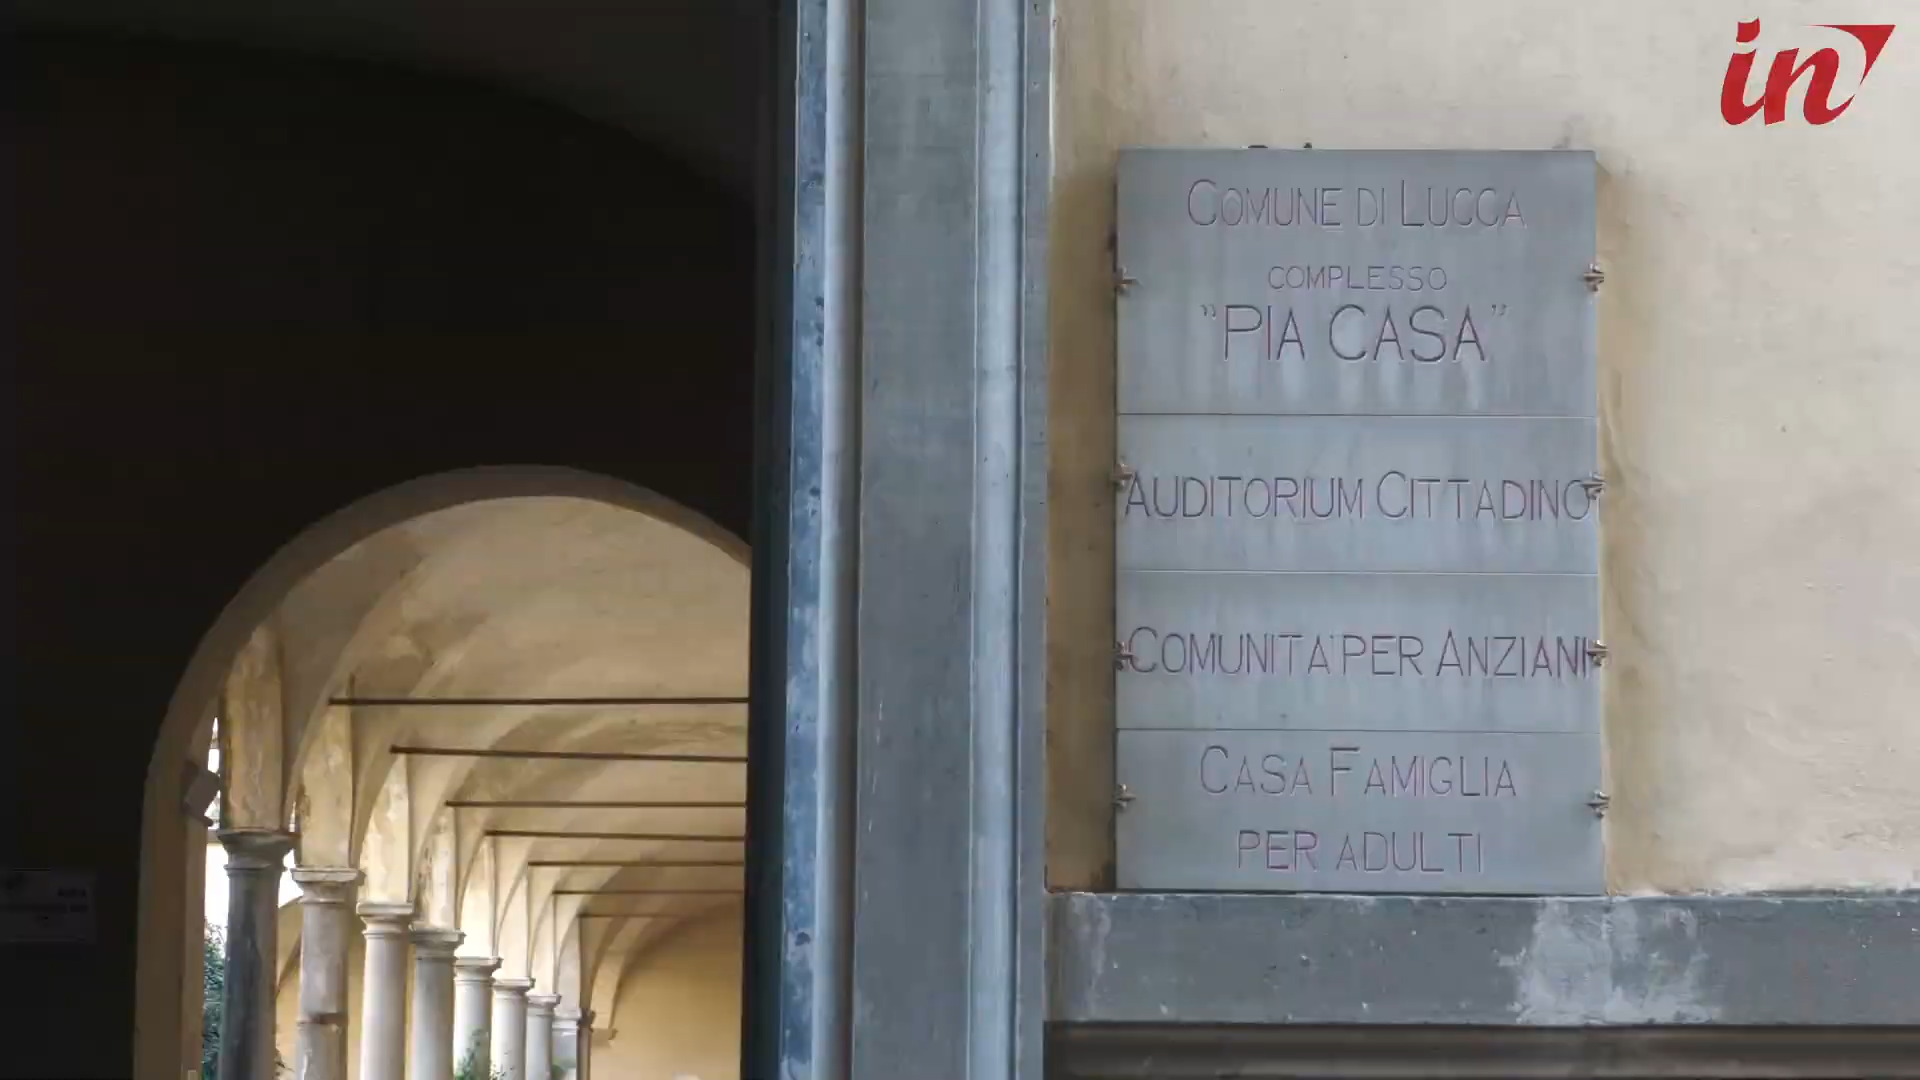 in
COMUNE DI LUCCA
COMPLESSO
"PIA CASA"
AUDITORIUM CITTADINO
COMUNITA' PER ANZIANI
CASA FAMIGLIA
PER ADULTI